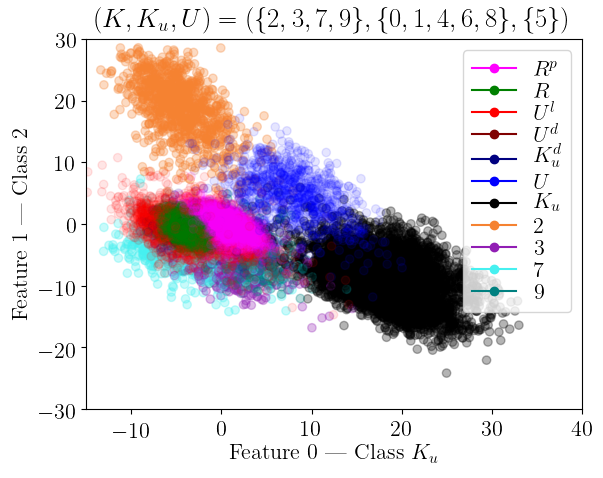 (K, K_u, U) = ({2, 3, 7, 9}, {0, 1, 4, 6, 8}, {5})
30
20
10
0
−10
−20
−30
Feature 1 — Class 2
R^p
R
U^l
U^d
K_u^d
U
K_u
2
3
7
9
−10
0
10
20
30
40
Feature 0 — Class K_u